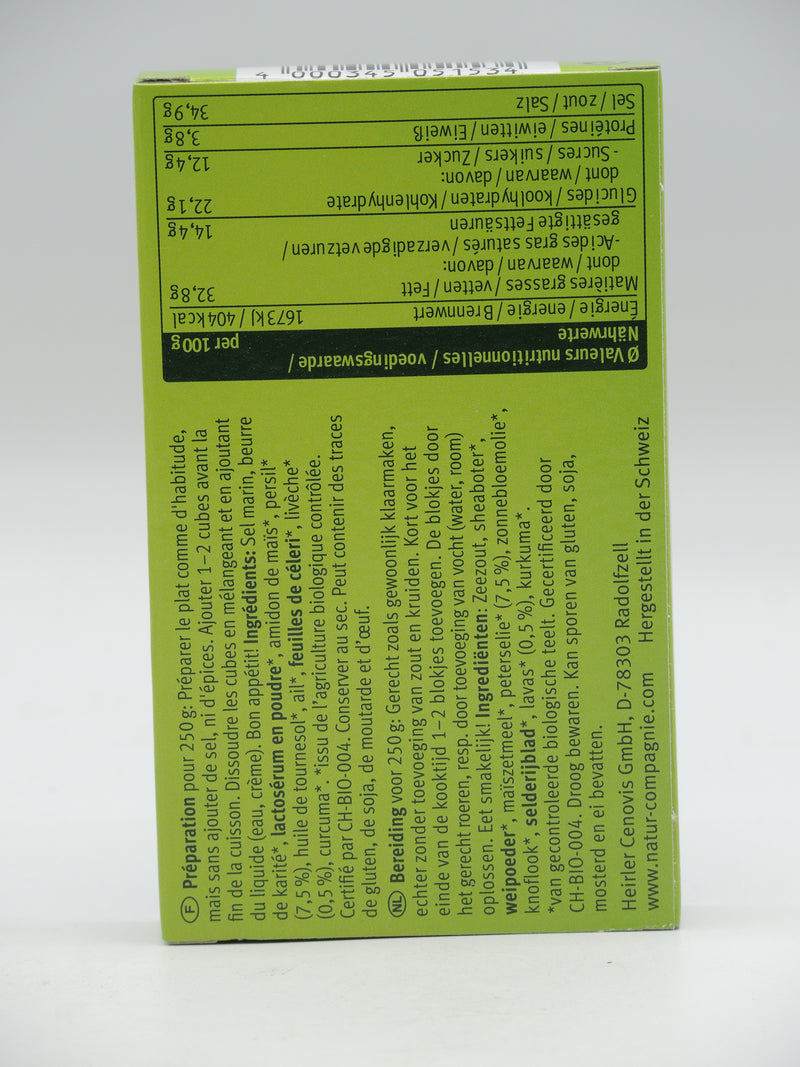 4 000345 051534
Ø Valeurs nutritionnelles / voedingswaarde /
Nährwerte per 100g
Énergie / energie / Brennwert 1673kJ / 404kcal
Matières grasses / vetten / Fett 32,8g
dont / waarvan / davon:
-Acides gras saturés / verzadigde vetzuren /
gesättigte Fettsäuren 14,4g
Glucides / koolhydraten / Kohlenhydrate 22,1g
dont / waarvan / davon:
-Sucres / suikers / Zucker 12,4g
Protéines / eiwitten / Eiweiß 3,8g
Sel / zout / Salz 34,9g
F Préparation pour 250g: Préparer le plat comme d'habitude,
mais sans ajouter de sel, ni d'épices. Ajouter 1–2 cubes avant la
fin de la cuisson. Dissoudre les cubes en mélangeant et en ajoutant
du liquide (eau, crème). Bon appétit! Ingrédients: Sel marin, beurre
de karité*, lactosérum en poudre*, amidon de maïs*, persil*
(7,5%), huile de tournesol*, ail*, feuilles de céleri*, livèche*
(0,5%), curcuma*. *issu de l'agriculture biologique contrôlée.
Certifié par CH-BIO-004. Conserver au sec. Peut contenir des traces
de gluten, de soja, de moutarde et d'œuf.
NL Bereiding voor 250g: Gerecht zoals gewoonlijk klaarmaken,
echter zonder toevoeging van zout en kruiden. Kort voor het
einde van de kooktijd 1–2 blokjes toevoegen. De blokjes door
het gerecht roeren, resp. door toevoeging van vocht (water, room)
oplossen. Eet smakelijk! Ingrediënten: Zeezout, sheaboter*,
weipoeder*, maïszetmeel*, peterselie* (7,5%), zonnebloemolie*,
knoflook*, selderijblad*, lavas* (0,5%), kurkuma*.
*van gecontroleerde biologische teelt. Gecertificeerd door
CH-BIO-004. Droog bewaren. Kan sporen van gluten, soja,
mosterd en ei bevatten.
Heirler Cenovis GmbH, D-78303 Radolfzell
www.natur-compagnie.com Hergestellt in der Schweiz